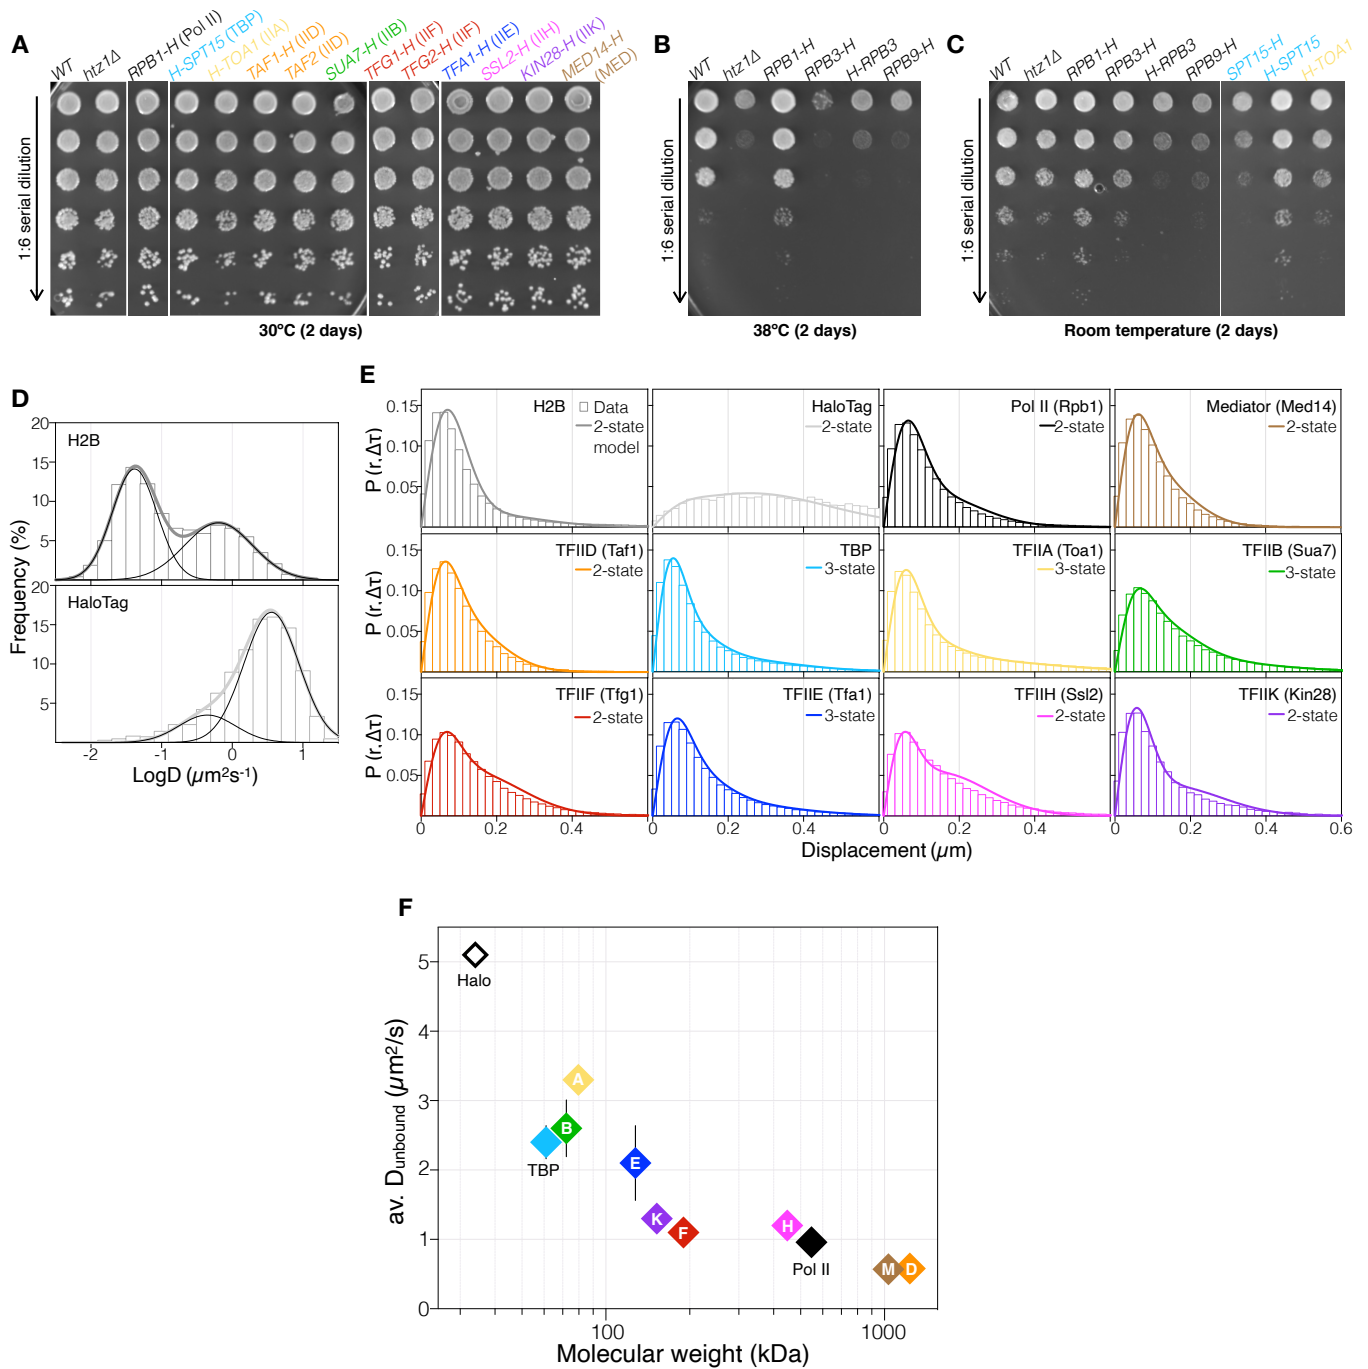 A
WT
htz1Δ
RPB1-H (Pol II)
H-SPT15 (TBP)
H-TOA1 (IIA)
TAF1-H (IID)
TAF2 (IID)
SUA7-H (IIB)
TFG1-H (IIF)
TFG2-H (IIF)
TFA1-H (IIE)
SSL2-H (IIH)
KIN28-H (IIK)
MED14-H
(MED)
1:6 serial dilution
30ºC (2 days)
B
WT
htz1Δ
RPB1-H
RPB3-H
H-RPB3
RPB9-H
1:6 serial dilution
38ºC (2 days)
C
WT
htz1Δ
RPB1-H
RPB3-H
H-RPB3
RPB9-H
SPT15-H
H-SPT15
H-TOA1
1:6 serial dilution
Room temperature (2 days)
D
20
15
10
5
H2B
20
15
10
5
HaloTag
Frequency (%)
-2 -1 0 1
LogD (μm²s⁻¹)
E
0.15
0.10
0.05
P (r,Δτ)
H2B
Data
2-state
model
HaloTag
2-state
Pol II (Rpb1)
2-state
Mediator (Med14)
2-state
0.15
0.10
0.05
P (r,Δτ)
TFIID (Taf1)
2-state
TBP
3-state
TFIIA (Toa1)
3-state
TFIIB (Sua7)
3-state
0.15
0.10
0.05
P (r,Δτ)
TFIIF (Tfg1)
2-state
TFIIE (Tfa1)
3-state
TFIIH (Ssl2)
2-state
TFIIK (Kin28)
2-state
0 0.2 0.4 0 0.2 0.4 0 0.2 0.4 0 0.2 0.4 0.6
Displacement (μm)
F
5
4
3
2
1
0
av. Dunbound (μm²/s)
Halo
A
B
TBP
E
K
F
H
Pol II
M
D
100 1000
Molecular weight (kDa)